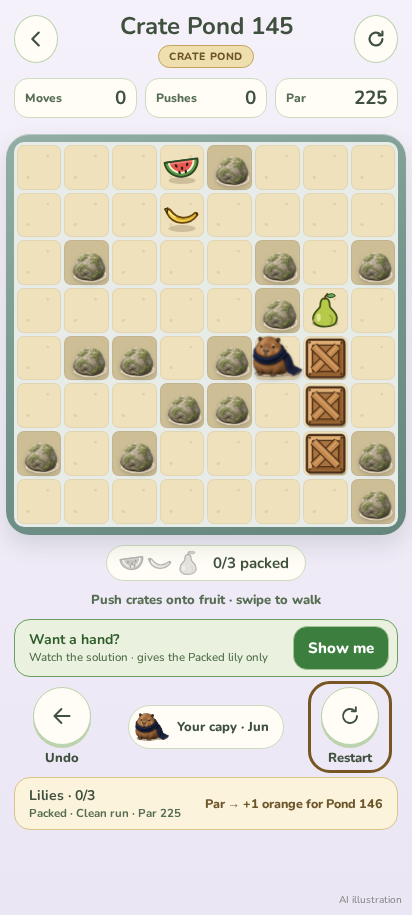 Crate Pond 145
CRATE POND
Moves 0
Pushes 0
Par 225
0/3 packed
Push crates onto fruit · swipe to walk
Want a hand?
Watch the solution · gives the Packed lily only
Show me
Your capy · Jun
Undo
Restart
Lilies · 0/3
Packed · Clean run · Par 225
Par → +1 orange for Pond 146
AI illustration